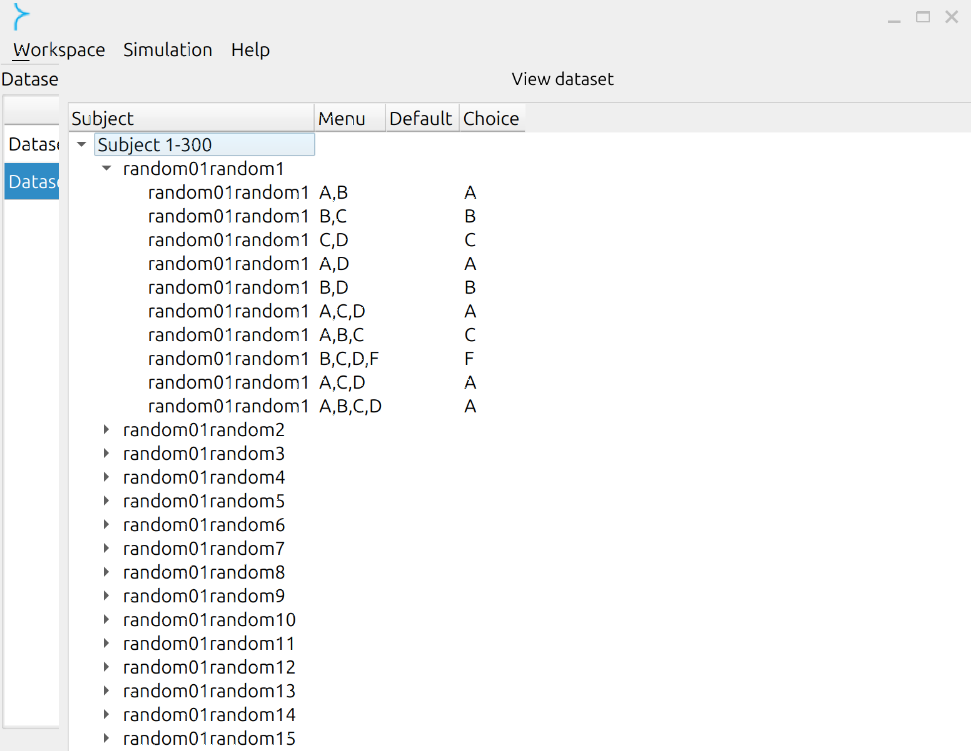 Workspace Simulation Help
Datase
View dataset
Subject Menu Default Choice
Datase
Datase
Subject 1-300
random01random1
random01random1 A,B A
random01random1 B,C B
random01random1 C,D C
random01random1 A,D A
random01random1 B,D B
random01random1 A,C,D A
random01random1 A,B,C C
random01random1 B,C,D,F F
random01random1 A,C,D A
random01random1 A,B,C,D A
random01random2
random01random3
random01random4
random01random5
random01random6
random01random7
random01random8
random01random9
random01random10
random01random11
random01random12
random01random13
random01random14
random01random15